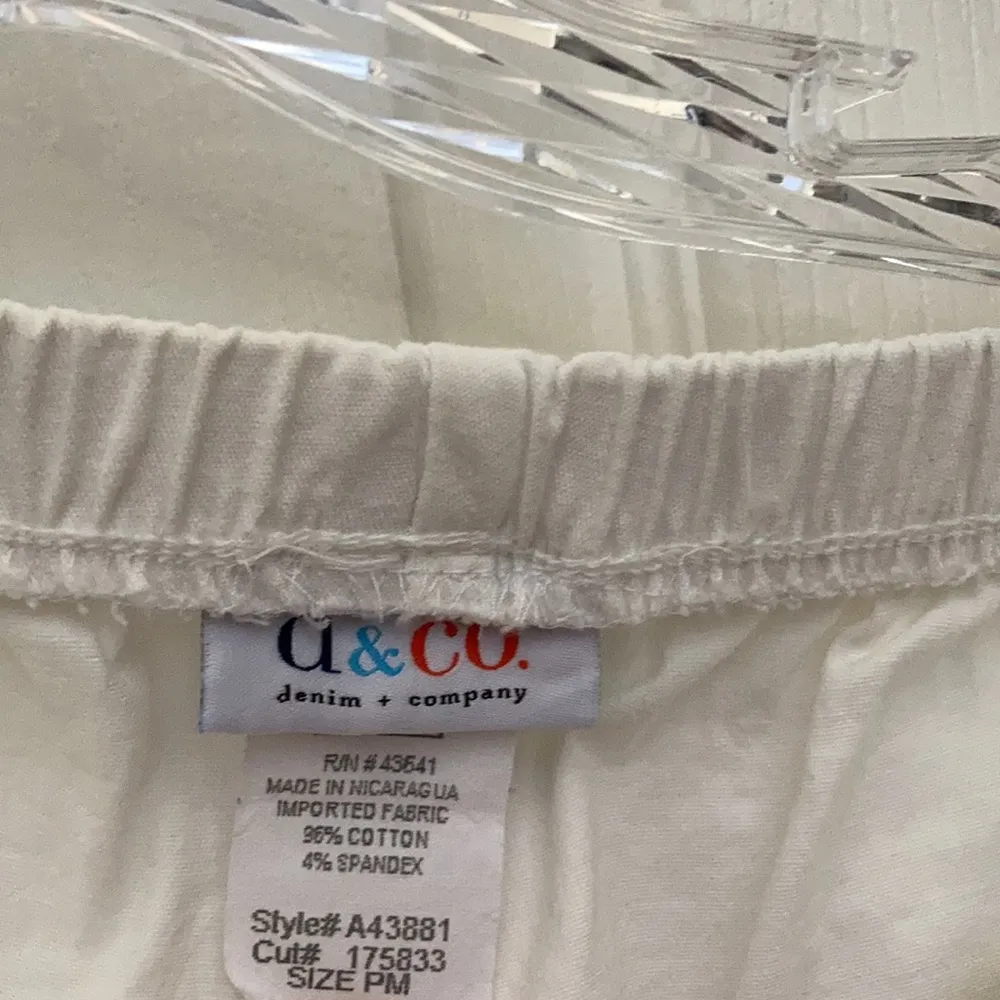 d&co.
denim + company
R/N # 43641
MADE IN NICARAGUA
IMPORTED FABRIC
96% COTTON
4% SPANDEX
Style# A43881
Cut# 175833
SIZE PM